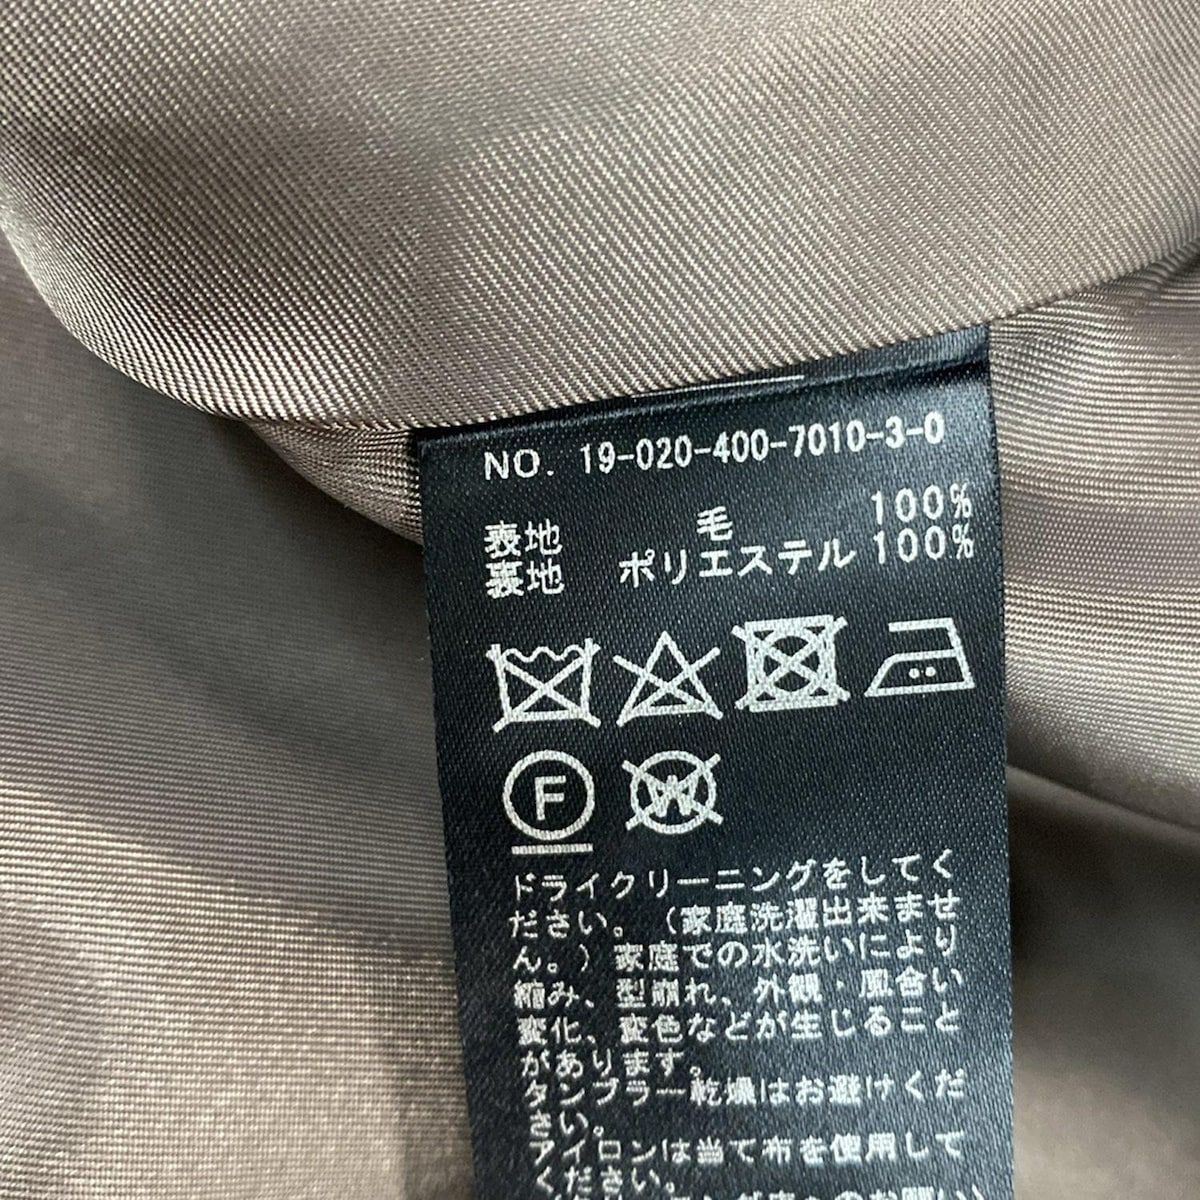 NO. 19-020-400-7010-3-0
表地 毛 100%
裏地 ポリエステル 100%
F
W
ドライクリーニングをしてく
ださい。(家庭洗濯出来ませ
ん。)家庭での水洗いにより
縮み、型崩れ、外観・風合い
変化、変色などが生じること
があります。
タンブラー乾燥はお避けくだ
さい。
アイロンは当て布を使用して
ください。